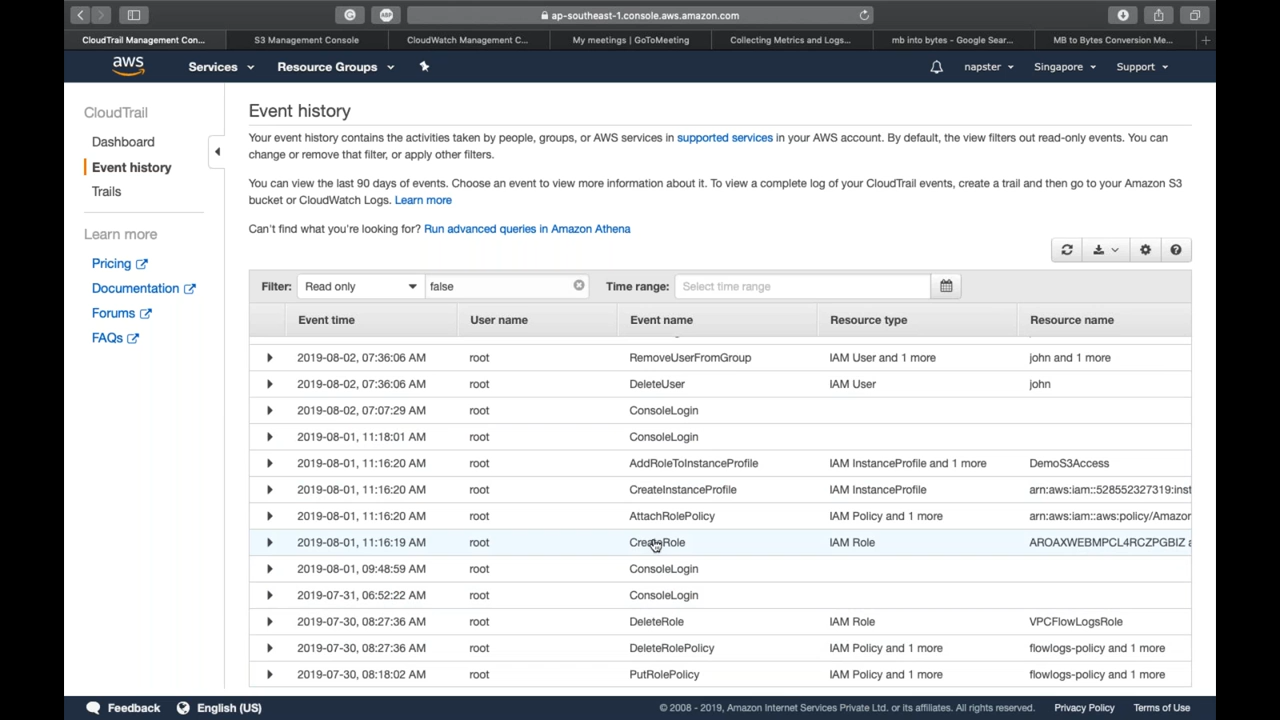 ap-southeast-1.console.aws.amazon.com
CloudTrail Management Con... S3 Management Console CloudWatch Management C... My meetings | GoToMeeting Collecting Metrics and Logs... mb into bytes - Google Sear... MB to Bytes Conversion Me...
aws Services Resource Groups napster Singapore Support
CloudTrail
Dashboard
Event history
Trails
Learn more
Pricing
Documentation
Forums
FAQs
Event history
Your event history contains the activities taken by people, groups, or AWS services in supported services in your AWS account. By default, the view filters out read-only events. You can
change or remove that filter, or apply other filters.
You can view the last 90 days of events. Choose an event to view more information about it. To view a complete log of your CloudTrail events, create a trail and then go to your Amazon S3
bucket or CloudWatch Logs. Learn more
Can't find what you're looking for? Run advanced queries in Amazon Athena
Filter: Read only false Time range: Select time range
Event time User name Event name Resource type Resource name
2019-08-02, 07:36:06 AM root RemoveUserFromGroup IAM User and 1 more john and 1 more
2019-08-02, 07:36:06 AM root DeleteUser IAM User john
2019-08-02, 07:07:29 AM root ConsoleLogin
2019-08-01, 11:18:01 AM root ConsoleLogin
2019-08-01, 11:16:20 AM root AddRoleToInstanceProfile IAM InstanceProfile and 1 more DemoS3Access
2019-08-01, 11:16:20 AM root CreateInstanceProfile IAM InstanceProfile arn:aws:iam::528552327319:inst
2019-08-01, 11:16:20 AM root AttachRolePolicy IAM Policy and 1 more arn:aws:iam::aws:policy/Amazor
2019-08-01, 11:16:19 AM root CreateRole IAM Role AROAXWEBMPCL4RCZPGBIZ a
2019-08-01, 09:48:59 AM root ConsoleLogin
2019-07-31, 06:52:22 AM root ConsoleLogin
2019-07-30, 08:27:36 AM root DeleteRole IAM Role VPCFlowLogsRole
2019-07-30, 08:27:36 AM root DeleteRolePolicy IAM Policy and 1 more flowlogs-policy and 1 more
2019-07-30, 08:18:02 AM root PutRolePolicy IAM Policy and 1 more flowlogs-policy and 1 more
Feedback English (US) © 2008 - 2019, Amazon Internet Services Private Ltd. or its affiliates. All rights reserved. Privacy Policy Terms of Use